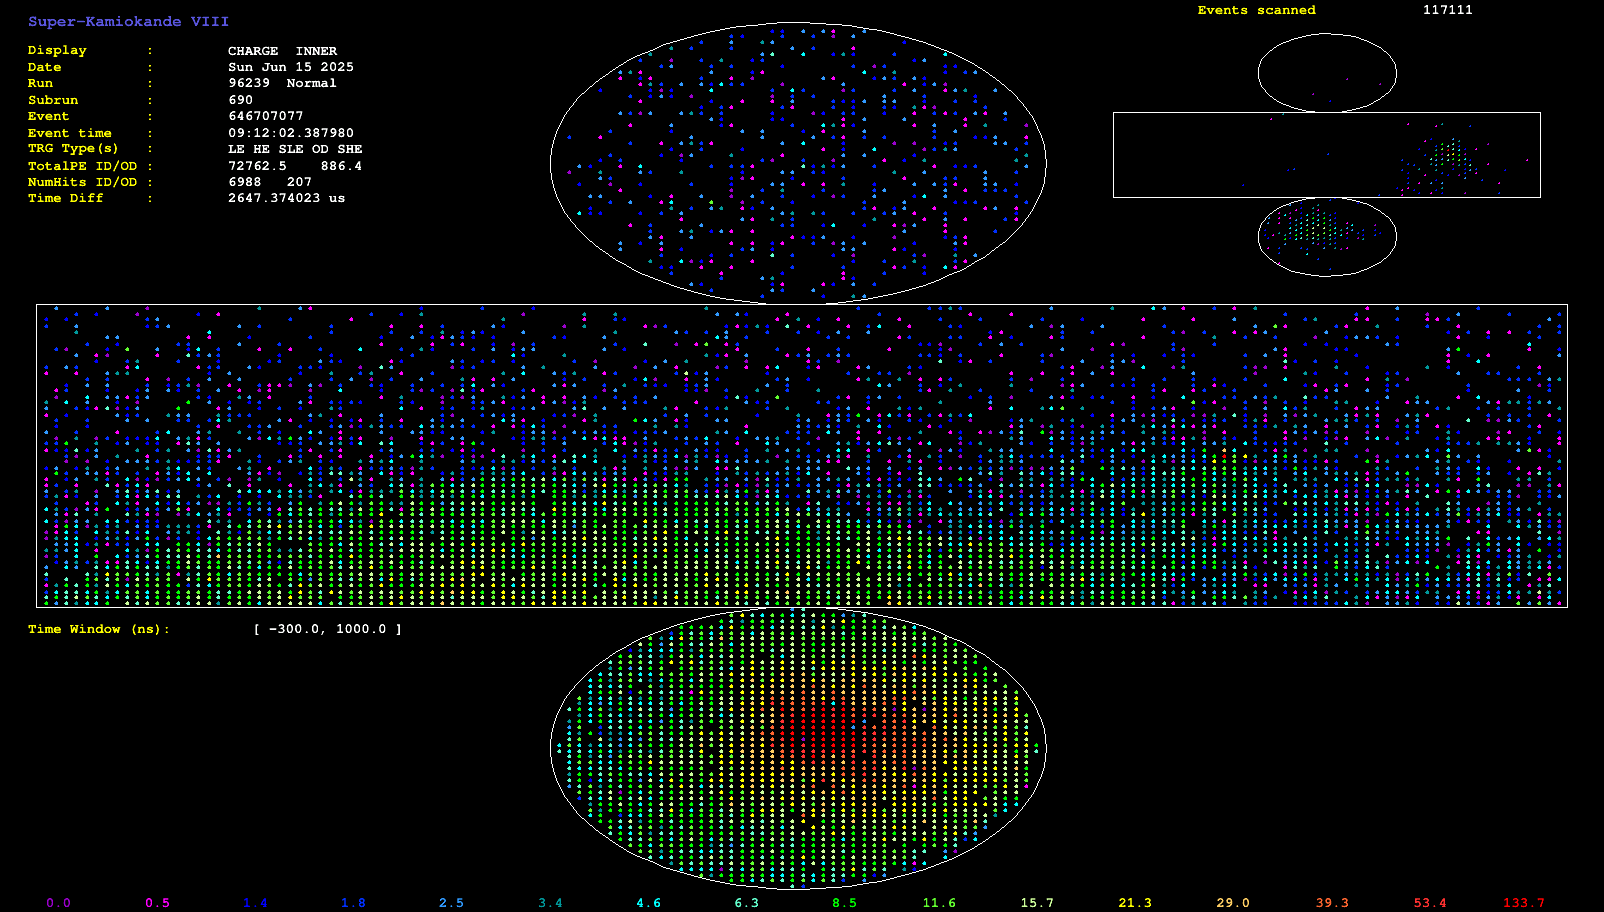 Super-Kamiokande VIII
Events scanned 117111
Display : CHARGE INNER
Date : Sun Jun 15 2025
Run : 96239 Normal
Subrun : 690
Event : 646707077
Event time : 09:12:02.387980
TRG Type(s) : LE HE SLE OD SHE
TotalPE ID/OD : 72762.5 886.4
NumHits ID/OD : 6988 207
Time Diff : 2647.374023 us
Time Window (ns): [ -300.0, 1000.0 ]
0.0 0.5 1.4 1.8 2.5 3.4 4.6 6.3 8.5 11.6 15.7 21.3 29.0 39.3 53.4 133.7